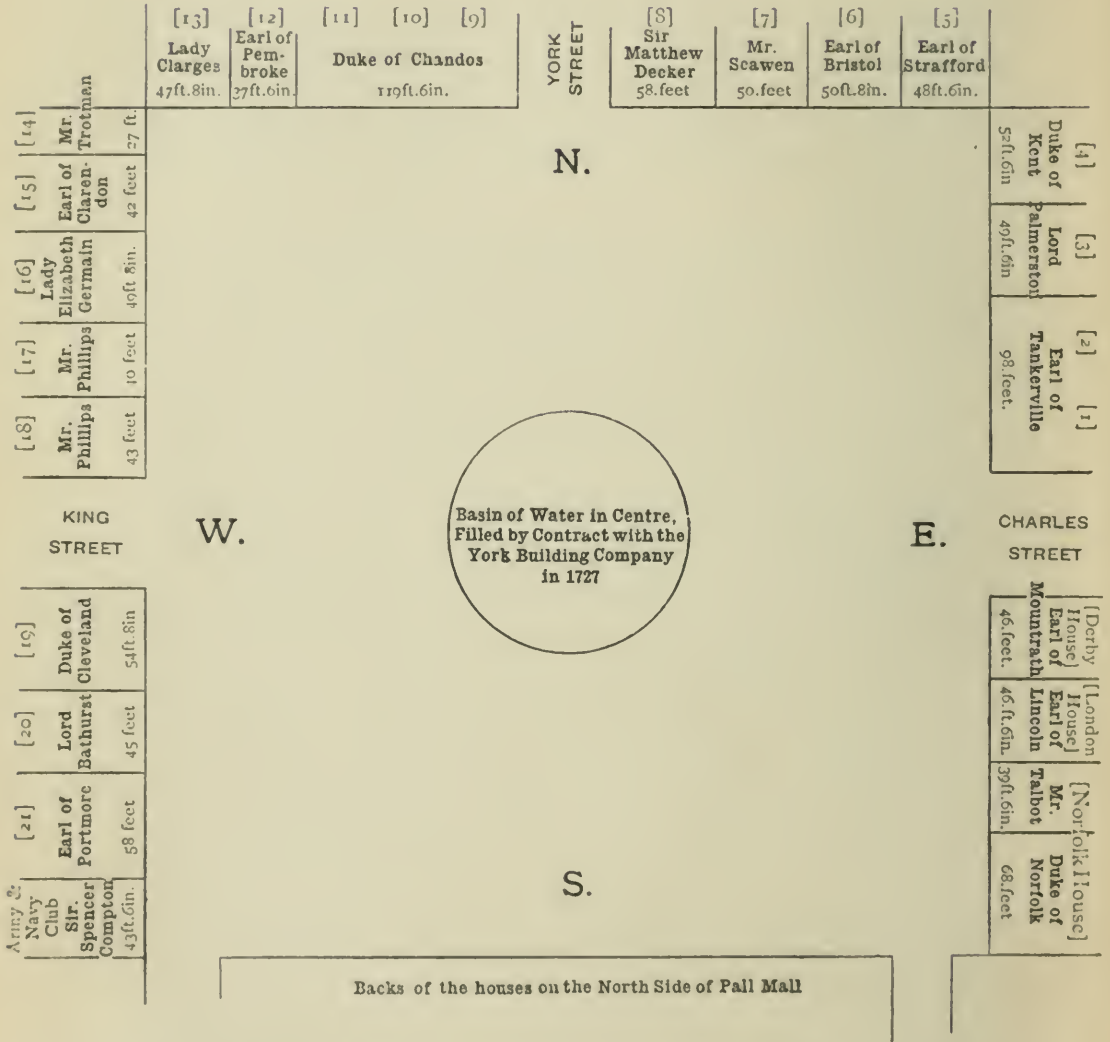 [13]
Lady
Clarges
47ft.8in.
[12]
Earl of
Pem-
broke
27ft.6in.
[11] [10] [9]
Duke of Chandos
119ft.6in.
YORK
STREET
[8]
Sir
Matthew
Decker
58.feet
[7]
Mr.
Scawen
50.feet
[6]
Earl of
Bristol
50ft.8in.
[5]
Earl of
Strafford
48ft.6in.
[14]
Mr.
Trotman
27 ft.
[15]
Earl of
Claren-
don
42 feet
[16]
Lady
Elizabeth
Germain
49ft 8in.
[17]
Mr.
Phillips
40 feet
[18]
Mr.
Phillips
43 feet
KING
STREET
[19]
Duke of
Cleveland
54ft.8in
[20]
Lord
Bathurst
45 feet
[21]
Earl of
Portmore
58 feet
Army &
Navy
Club
Sir.
Spencer
Compton
43ft.6in.
N.
W.
Basin of Water in Centre,
Filled by Contract with the
York Building Company
in 1727
E.
S.
[4]
Duke of
Kent
52ft.6in
[3]
Lord
Palmerston
49ft.6in
[2] [1]
Earl of
Tankerville
98.feet.
CHARLES
STREET
[Derby
House]
Earl of
Mountrath
46.feet.
[London
House]
Earl of
Lincoln
46.ft.6in.
[Norfolk House]
Mr.
Talbot
39ft.6in.
Duke of
Norfolk
68.feet
Backs of the houses on the North Side of Pall Mall